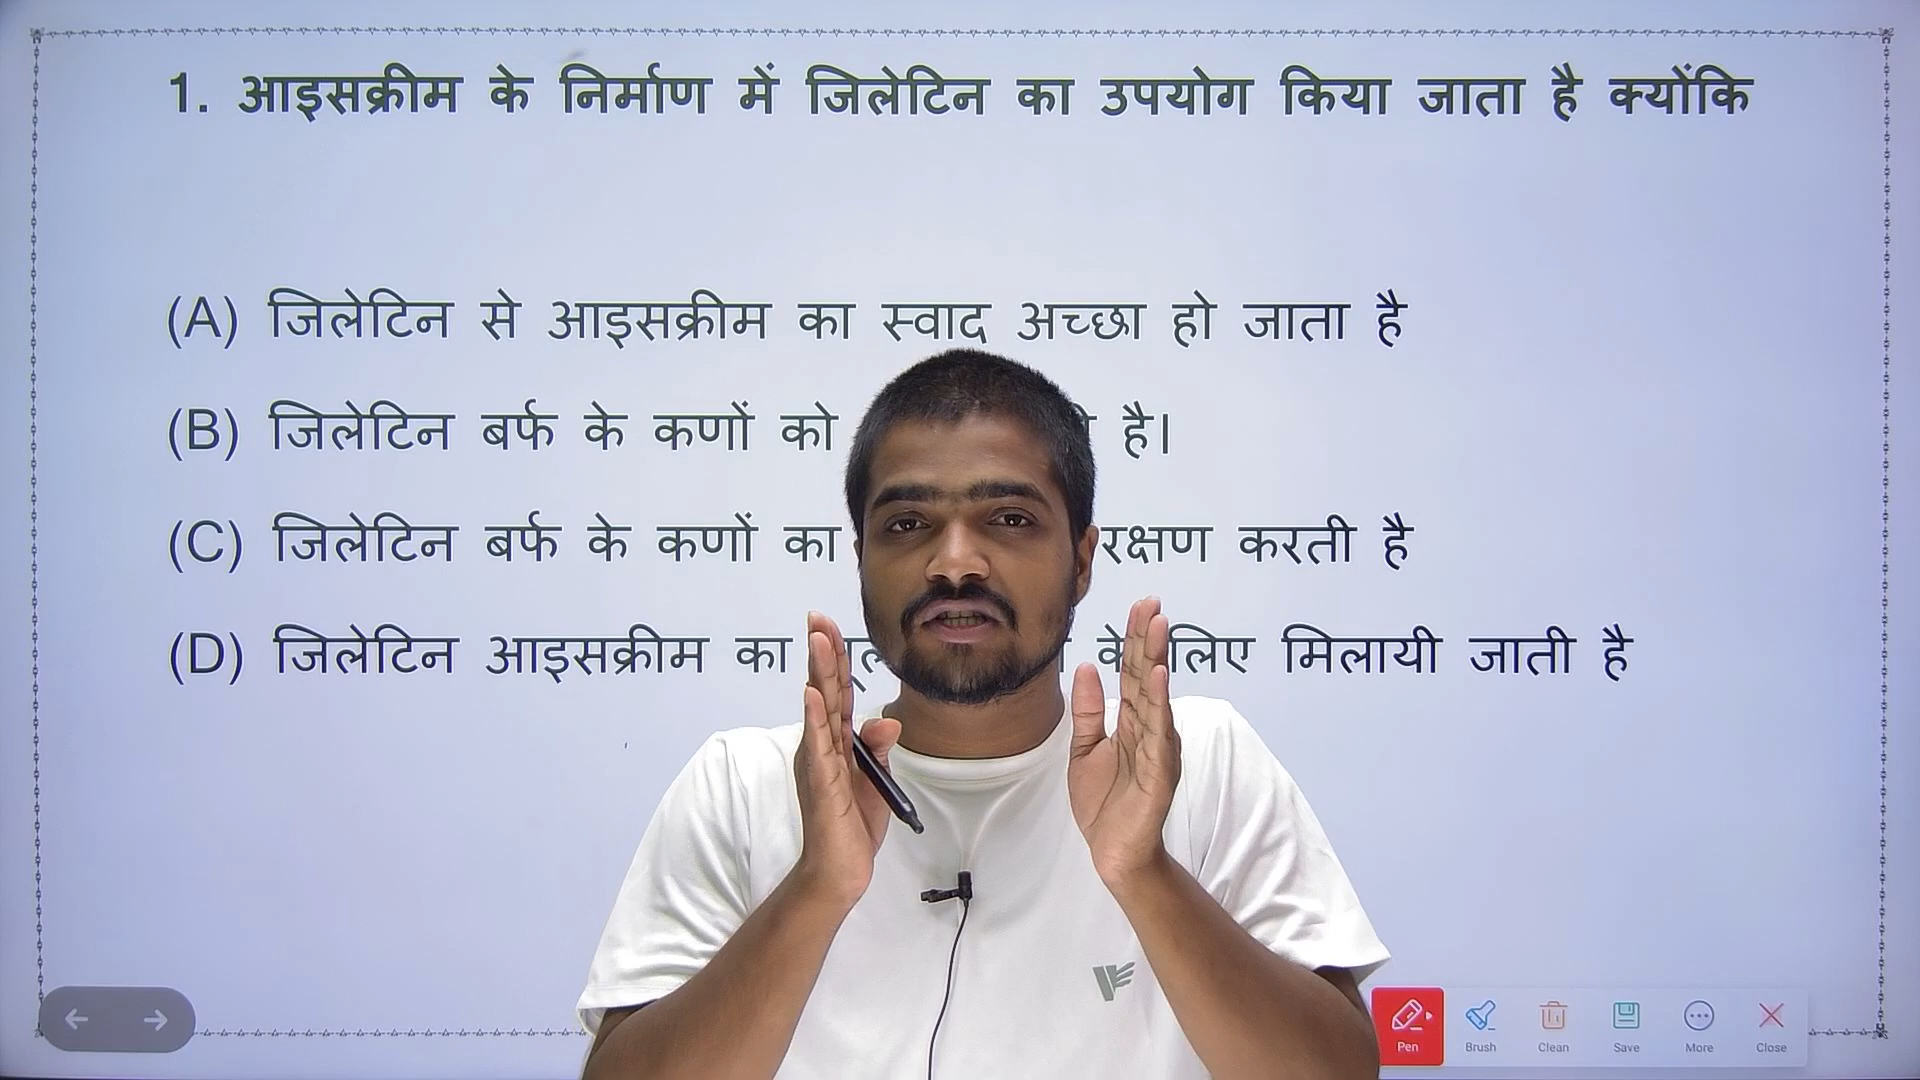 1. आइसक्रीम के निर्माण में जिलेटिन का उपयोग किया जाता है क्योंकि
(A) जिलेटिन से आइसक्रीम का स्वाद अच्छा हो जाता है
(B) जिलेटिन बर्फ के कणों को है।
(C) जिलेटिन बर्फ के कणों का रक्षण करती है
(D) जिलेटिन आइसक्रीम का के लिए मिलायी जाती है
Pen Brush Clean Save More Close